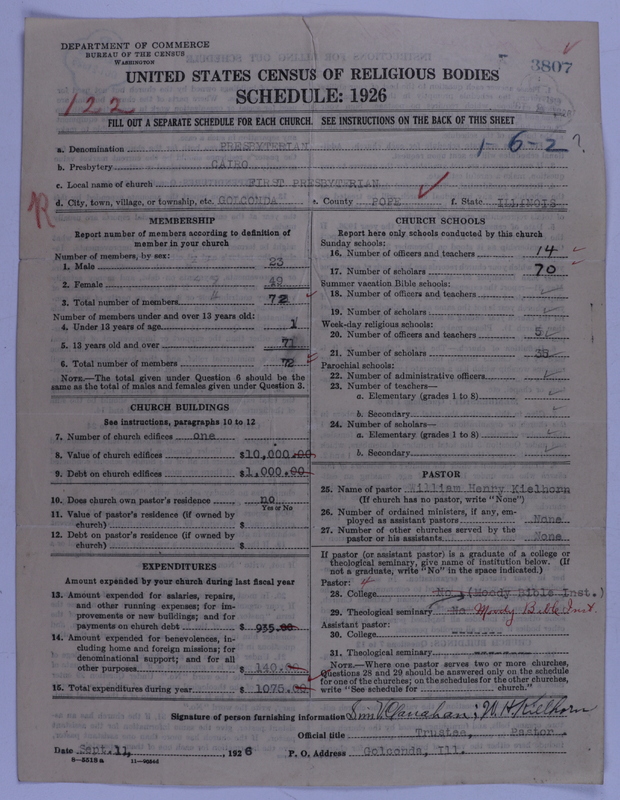 DEPARTMENT OF COMMERCE
BUREAU OF THE CENSUS
WASHINGTON
3807
UNITED STATES CENSUS OF RELIGIOUS BODIES
SCHEDULE: 1926
122
FILL OUT A SEPARATE SCHEDULE FOR EACH CHURCH. SEE INSTRUCTIONS ON THE BACK OF THIS SHEET
1-6-2?
a. Denomination PRESBYTERIAN
b. Presbytery CAIRO
c. Local name of church FIRST PRESBYTERIAN
R
d. City, town, village, or township, etc. GOLCONDA e. County POPE f. State ILLINOIS
MEMBERSHIP
Report number of members according to definition of member in your church
Number of members, by sex:
1. Male 23
2. Female 49
3. Total number of members 72
Number of members under and over 13 years old:
4. Under 13 years of age 1
5. 13 years old and over 71
6. Total number of members 72
NOTE.—The total given under Question 6 should be the
same as the total of males and females given under Question 3.
CHURCH BUILDINGS
See instructions, paragraphs 10 to 12
7. Number of church edifices one
8. Value of church edifices $10,000.00
9. Debt on church edifices $1,000.00
10. Does church own pastor's residence no
Yes or No
11. Value of pastor's residence (if owned by
church) $
12. Debt on pastor's residence (if owned by
church) $
EXPENDITURES
Amount expended by your church during last fiscal year
13. Amount expended for salaries, repairs,
and other running expenses; for im-
provements or new buildings; and for
payments on church debt $ 935.00
14. Amount expended for benevolences, in-
cluding home and foreign missions; for
denominational support; and for all
other purposes $ 140.00
15. Total expenditures during year $ 1075.00
CHURCH SCHOOLS
Report here only schools conducted by this church
Sunday schools:
16. Number of officers and teachers 14
17. Number of scholars 70
Summer vacation Bible schools:
18. Number of officers and teachers
19. Number of scholars
Week-day religious schools:
20. Number of officers and teachers 5
21. Number of scholars 35
Parochial schools:
22. Number of administrative officers
23. Number of teachers—
a. Elementary (grades 1 to 8)
b. Secondary
24. Number of scholars—
a. Elementary (grades 1 to 8)
b. Secondary
PASTOR
25. Name of pastor William Henry Kielhorn
(If church has no pastor, write "None")
26. Number of ordained ministers, if any, em-
ployed as assistant pastors None
27. Number of other churches served by the
pastor or his assistants None
If pastor (or assistant pastor) is a graduate of a college or
theological seminary, give name of institution below. (If
not a graduate, write "No" in the space indicated.)
Pastor: 4
28. College No (Moody Bible Inst.)
29. Theological seminary No Moody Bible Inst.
Assistant pastor:
30. College -------
31. Theological seminary -------
NOTE.—Where one pastor serves two or more churches,
Questions 28 and 29 should be answered only on the schedule
for one of the churches; on the schedules for the other churches,
write "See schedule for church."
Signature of person furnishing information Sim V Clanahan; W H Kielhorn
Official title Trustee, Pastor
Date Sept. 11, 1926 P. O. Address Golconda, Ill.
8—5518a 11—9054d